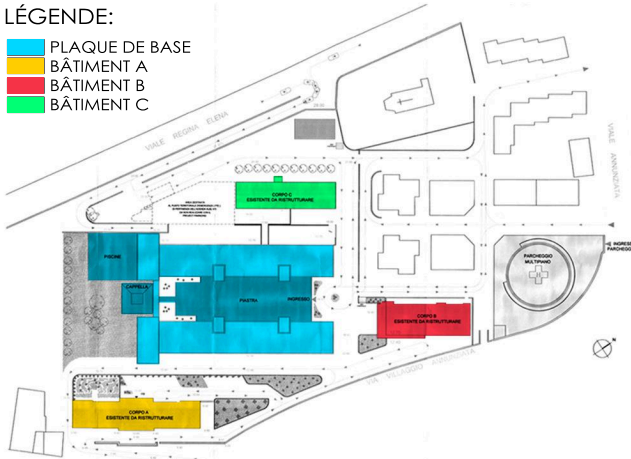 LÉGENDE:
PLAQUE DE BASE
BÂTIMENT A
BÂTIMENT B
BÂTIMENT C
VIALE REGINA ELENA
VIALE ANNUNZIATA
CORPO C
ESISTENTE DA RISTRUTTURARE
PISCINE
CAPPELLA
PIASTRA
INGRESSO
PARCHEGGIO
MULTIPIANO
H
INGRESSO
PARCHEGGIO
CORPO B
ESISTENTE DA RISTRUTTURARE
VIA VILLAGGIO ANNUNZIATA
N
CORPO A
ESISTENTE DA RISTRUTTURARE